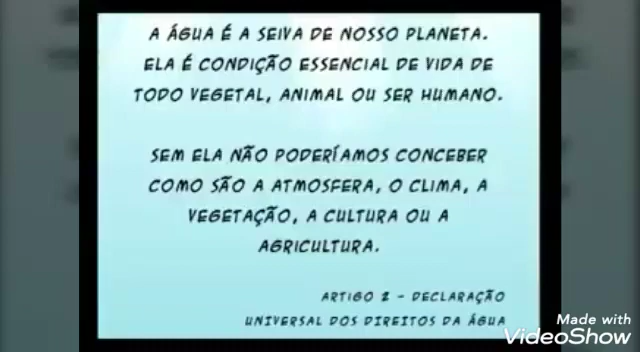 A ÁGUA É A SEIVA DE NOSSO PLANETA.
ELA É CONDIÇÃO ESSENCIAL DE VIDA DE
TODO VEGETAL, ANIMAL OU SER HUMANO.
SEM ELA NÃO PODERÍAMOS CONCEBER
COMO SÃO A ATMOSFERA, O CLIMA, A
VEGETAÇÃO, A CULTURA OU A
AGRICULTURA.
ARTIGO 2 - DECLARAÇÃO
UNIVERSAL DOS DIREITOS DA ÁGUA
Made with
VideoShow